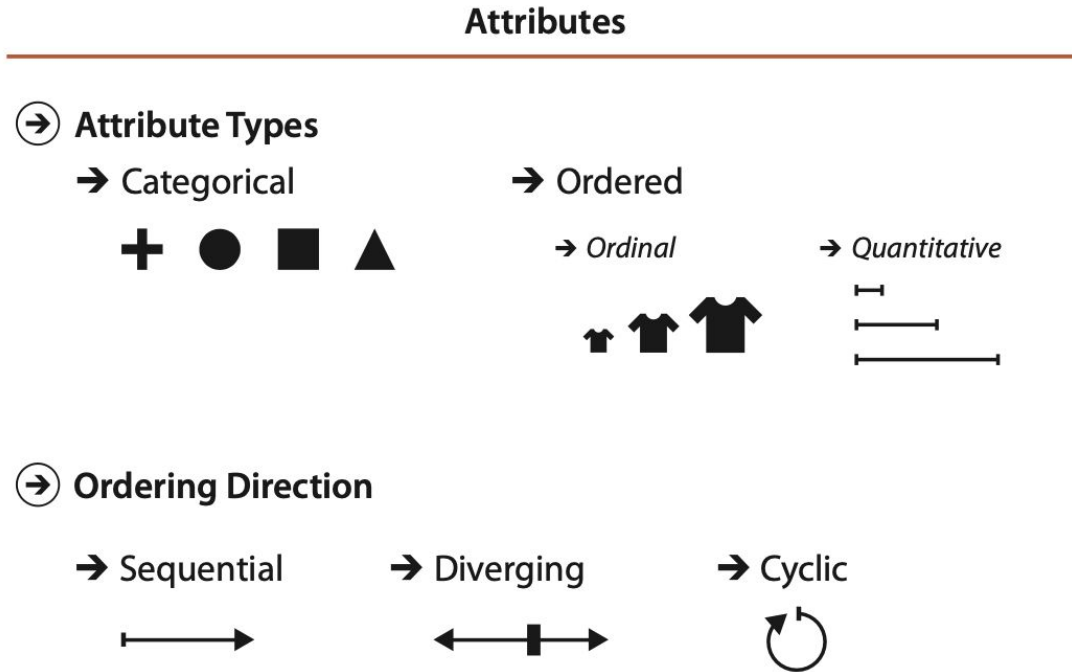 Attributes
Attribute Types
Categorical
Ordered
Ordinal
Quantitative
Ordering Direction
Sequential
Diverging
Cyclic